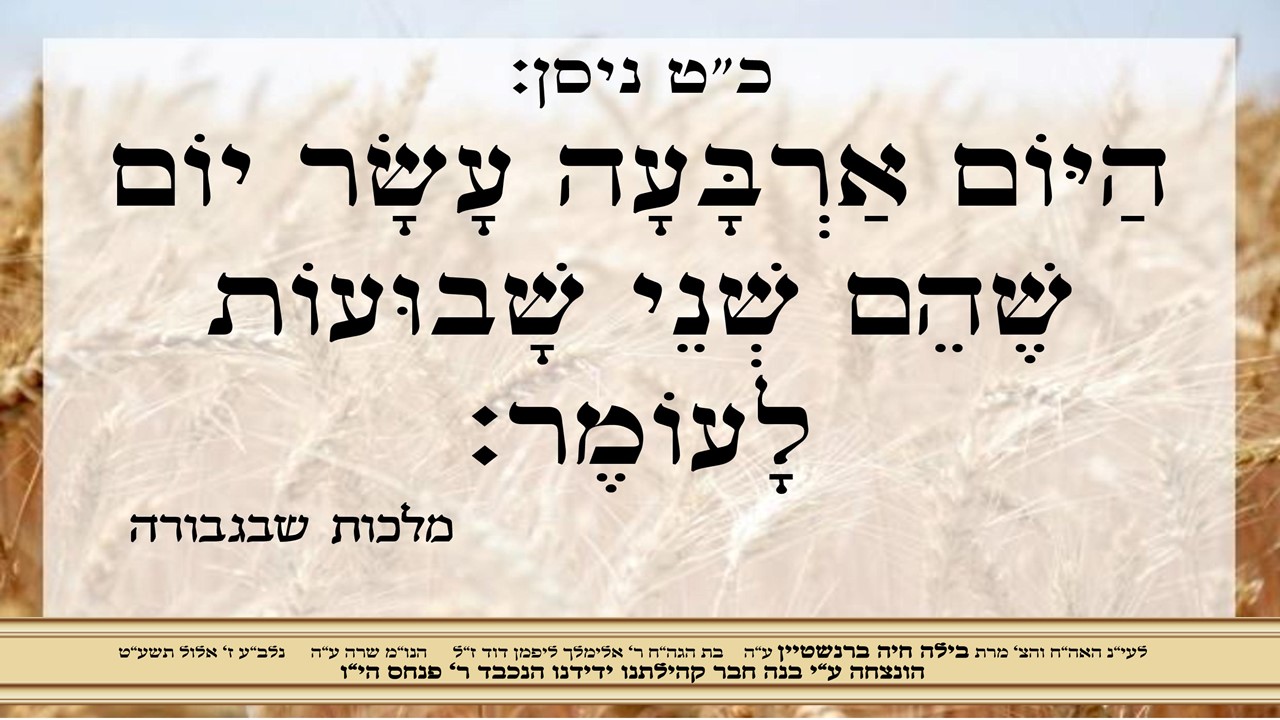 כ״ט ניסן:
הַיּוֹם אַרְבָּעָה עָשָׂר יוֹם
שֶׁהֵם שְׁנֵי שָׁבוּעוֹת
לָעוֹמֶר:
מלכות שבגבורה
לעי״נ האה״ח והצ׳ מרת בילה חיה ברנשטיין ע״ה בת הגה״ח ר׳ אלימלך ליפמן דוד ז״ל הנו״מ שרה ע״ה נלב״ע ז׳ אלול תשע״ט
הונצחה ע״י בנה חבר קהילתנו ידידנו הנכבד ר׳ פנחס הי״ו